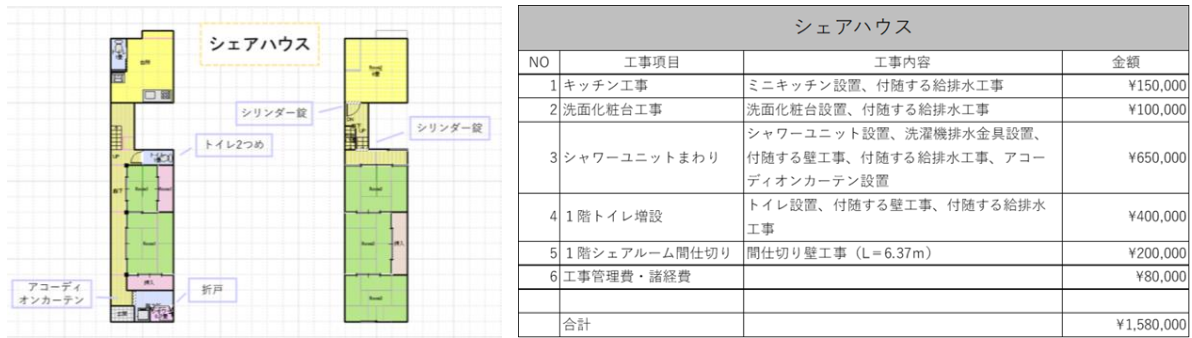 シェアハウス
シリンダー錠
シリンダー錠
トイレ2つめ
UP
アコーディ
オンカーテン
折戸
シェアハウス
NO 工事項目 工事内容 金額
1 キッチン工事 ミニキッチン設置、付随する給排水工事 ¥150,000
2 洗面化粧台工事 洗面化粧台設置、付随する給排水工事 ¥100,000
3 シャワーユニットまわり シャワーユニット設置、洗濯機排水金具設置、
付随する壁工事、付随する給排水工事、アコー
ディオンカーテン設置 ¥650,000
4 1階トイレ増設 トイレ設置、付随する壁工事、付随する給排水
工事 ¥400,000
5 1階シェアルーム間仕切り 間仕切り壁工事（L＝6.37m） ¥200,000
6 工事管理費・諸経費 ¥80,000
合計 ¥1,580,000